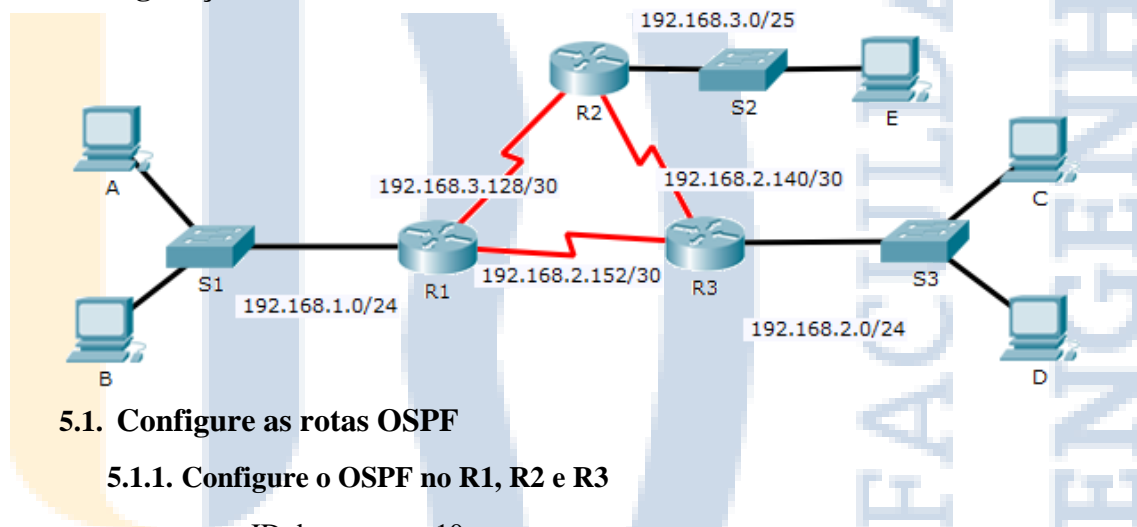 192.168.3.0/25
R2
S2
E
A
C
192.168.3.128/30
192.168.2.140/30
S1
R1
192.168.2.152/30
R3
S3
192.168.1.0/24
192.168.2.0/24
B
D
5.1. Configure as rotas OSPF
5.1.1. Configure o OSPF no R1, R2 e R3